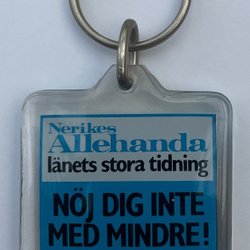 Nerikes
Allehanda
länets stora tidning
NÖJ DIG INTE
MED MINDRE!